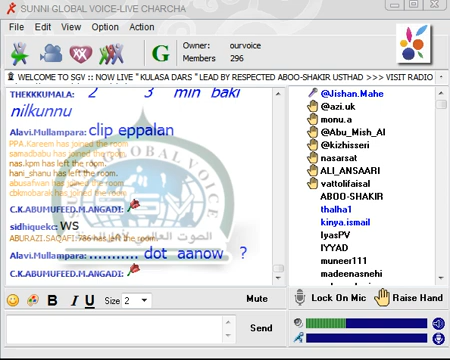 SUNNI GLOBAL VOICE-LIVE CHARCHA
File Edit View Option Action Help
G
Owner: ourvoice
Members 296
WELCOME TO SGV :: NOW LIVE " KULASA DARS " LEAD BY RESPECTED ABOO-SHAKIR USTHAD >>> VISIT RADIO
THEKKKUMALA: 2 3 min baki
nilkunnu
Alavi.Mullampara: clip eppalan
PPA.Kareem has joined the room.
samadbabu has joined the room.
nas.kpm has left the room.
hani_shanu has left the room.
abusafwan has joined the room.
cbkmobarak has joined the room.
C.K.ABUMUFEED.M.ANGADI:
sidhiquekc: WS
ABURAZI.SAQAFI.786 has left the room.
Alavi.Mullampara: ............ dot aanow ?
C.K.ABUMUFEED.M.ANGADI:
GLOBAL VOICE
الصوت العالمي
@Jishan.Mahe
@azi.uk
monu.a
@Abu_Mish_Al
@kizhisseri
nasarsat
ALI_ANSAARI
vattolifaisal
ABOO-SHAKIR
thalha1
kinya.ismail
IyasPV
IYYAD
muneer111
madeenasnehi
B I U Size 2 Mute
Lock On Mic Raise Hand
Send